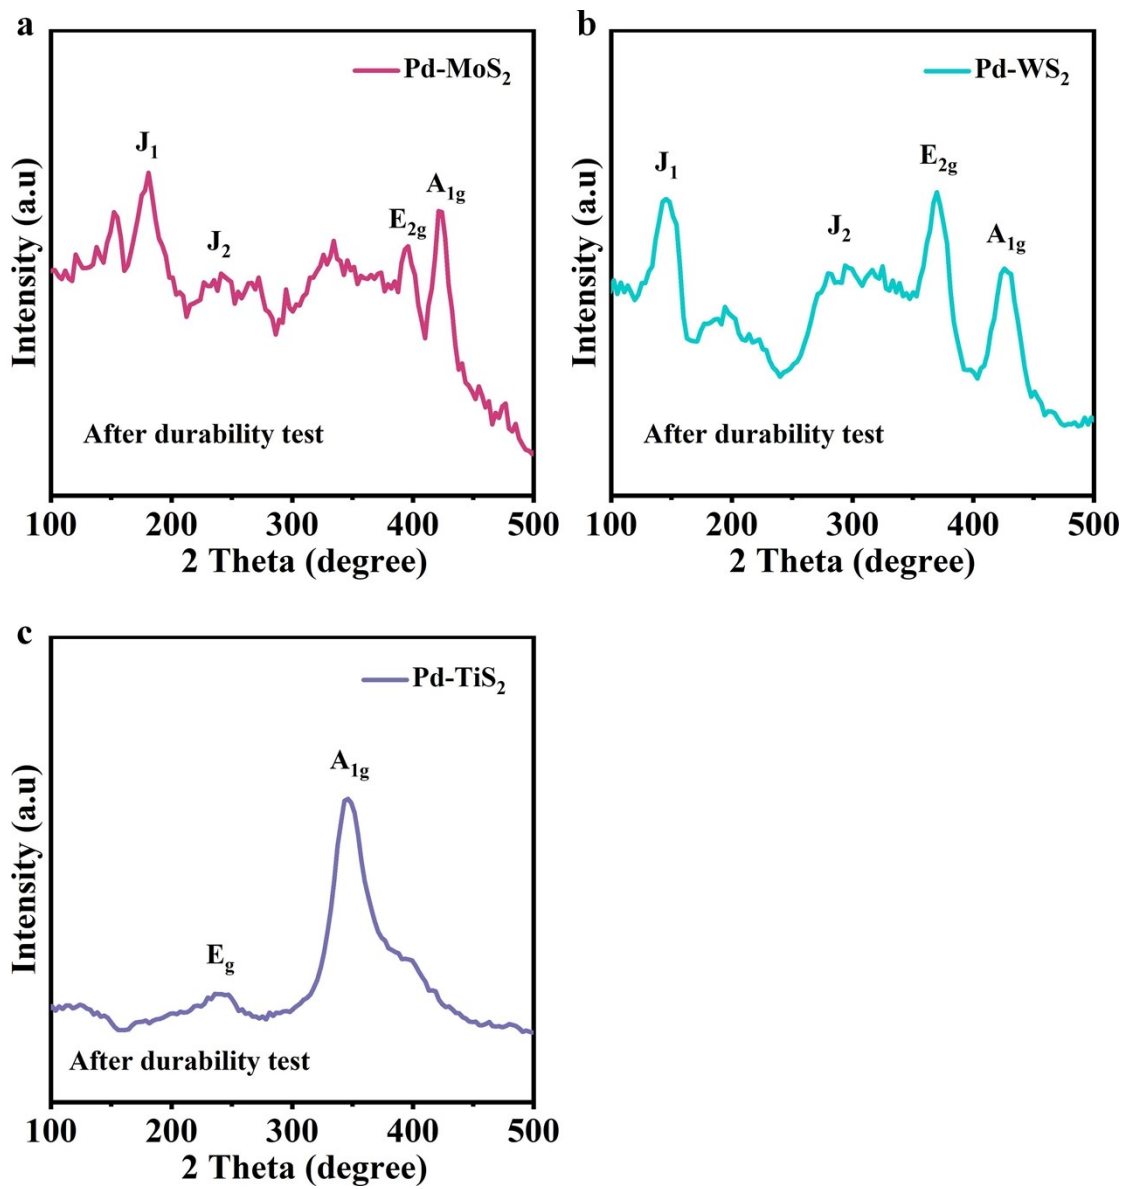 a
Pd-MoS₂
J₁
J₂
E₂g
A₁g
After durability test
Intensity (a.u)
100 200 300 400 500
2 Theta (degree)
b
Pd-WS₂
J₁
J₂
E₂g
A₁g
After durability test
Intensity (a.u)
100 200 300 400 500
2 Theta (degree)
c
Pd-TiS₂
A₁g
Eg
After durability test
Intensity (a.u)
100 200 300 400 500
2 Theta (degree)